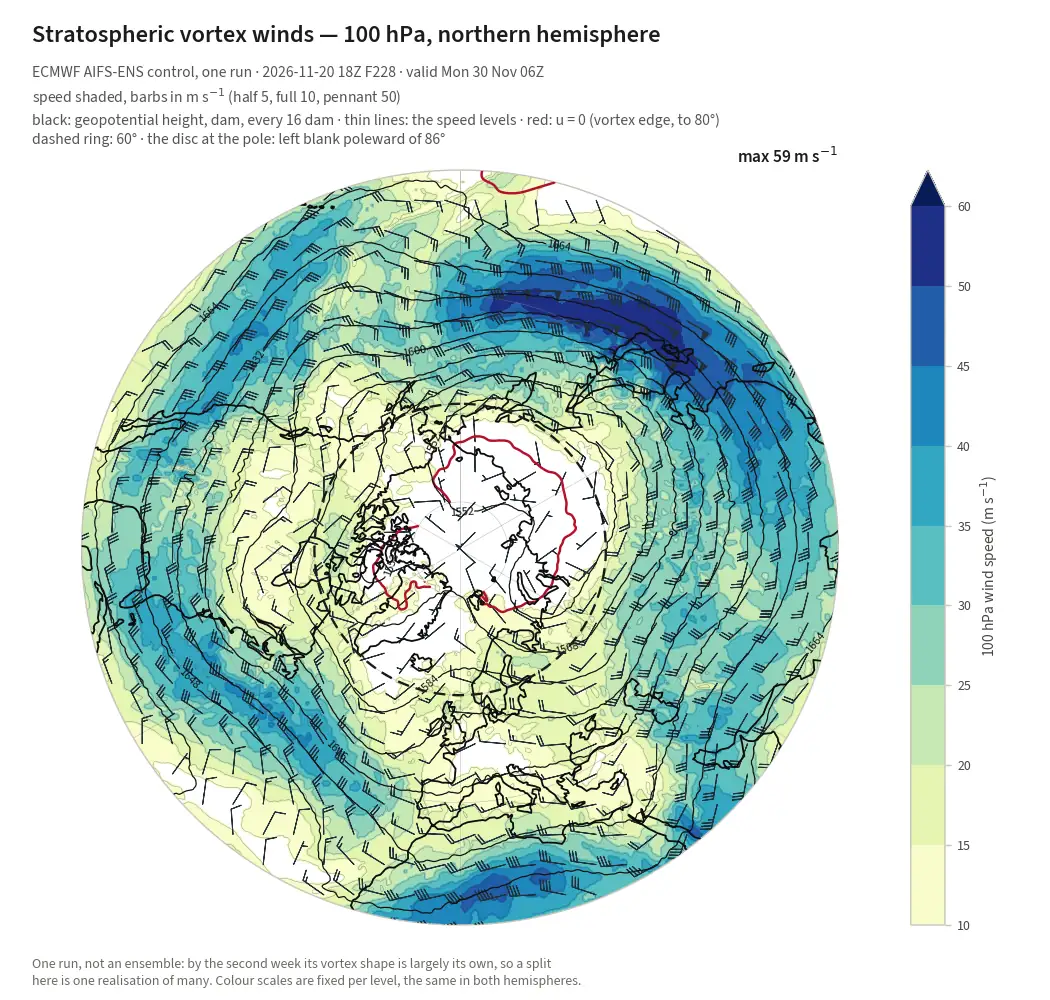 Stratospheric vortex winds — 100 hPa, northern hemisphere
ECMWF AIFS-ENS control, one run · 2026-11-20 18Z F228 · valid Mon 30 Nov 06Z
speed shaded, barbs in m s⁻¹ (half 5, full 10, pennant 50)
black: geopotential height, dam, every 16 dam · thin lines: the speed levels · red: u = 0 (vortex edge, to 80°)
dashed ring: 60° · the disc at the pole: left blank poleward of 86°
max 59 m s⁻¹
60
50
45
40
35
30
25
20
15
10
100 hPa wind speed (m s⁻¹)
1664
1664
1600
1552
1568
1664
1584
1648
One run, not an ensemble: by the second week its vortex shape is largely its own, so a split
here is one realisation of many. Colour scales are fixed per level, the same in both hemispheres.